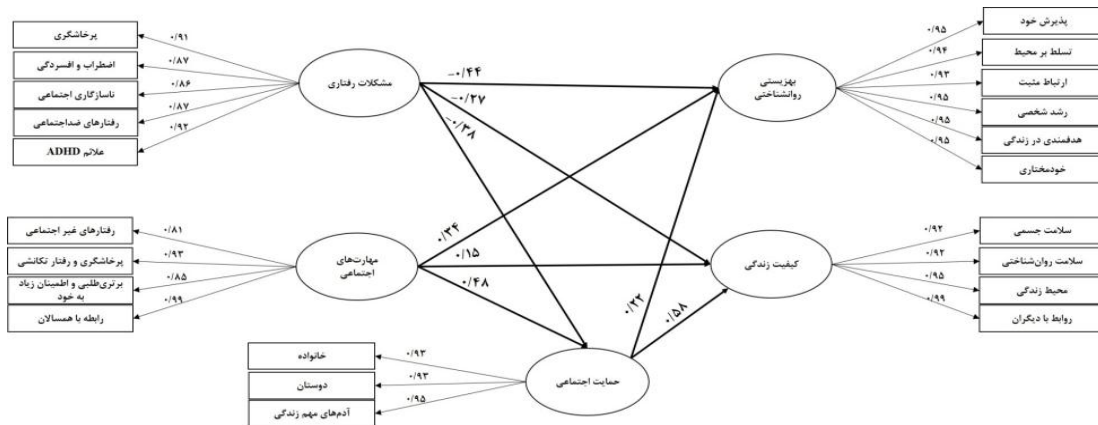 پرخاشگری
اضطراب و افسردگی
ناسازگاری اجتماعی
رفتارهای ضداجتماعی
علائم ADHD
۰/۹۱
۰/۸۷
۰/۸۶
۰/۸۷
۰/۹۲
مشکلات رفتاری
-۰/۴۴
-۰/۲۷
-۰/۳۸
بهزیستی
روانشناختی
۰/۹۵
۰/۹۴
۰/۹۳
۰/۹۵
۰/۹۵
۰/۹۵
پذیرش خود
تسلط بر محیط
ارتباط مثبت
رشد شخصی
هدفمندی در زندگی
خودمختاری
رفتارهای غیر اجتماعی
پرخاشگری و رفتار تکانشی
برتری‌طلبی و اطمینان زیاد
به خود
رابطه با همسالان
۰/۸۱
۰/۹۳
۰/۸۵
۰/۹۹
مهارت‌های
اجتماعی
۰/۳۴
۰/۱۵
۰/۴۸
کیفیت زندگی
۰/۹۲
۰/۹۲
۰/۹۵
۰/۹۹
سلامت جسمی
سلامت روان‌شناختی
محیط زندگی
روابط با دیگران
۰/۵۸
خانواده
دوستان
آدم‌های مهم زندگی
۰/۹۳
۰/۹۳
۰/۹۵
حمایت اجتماعی